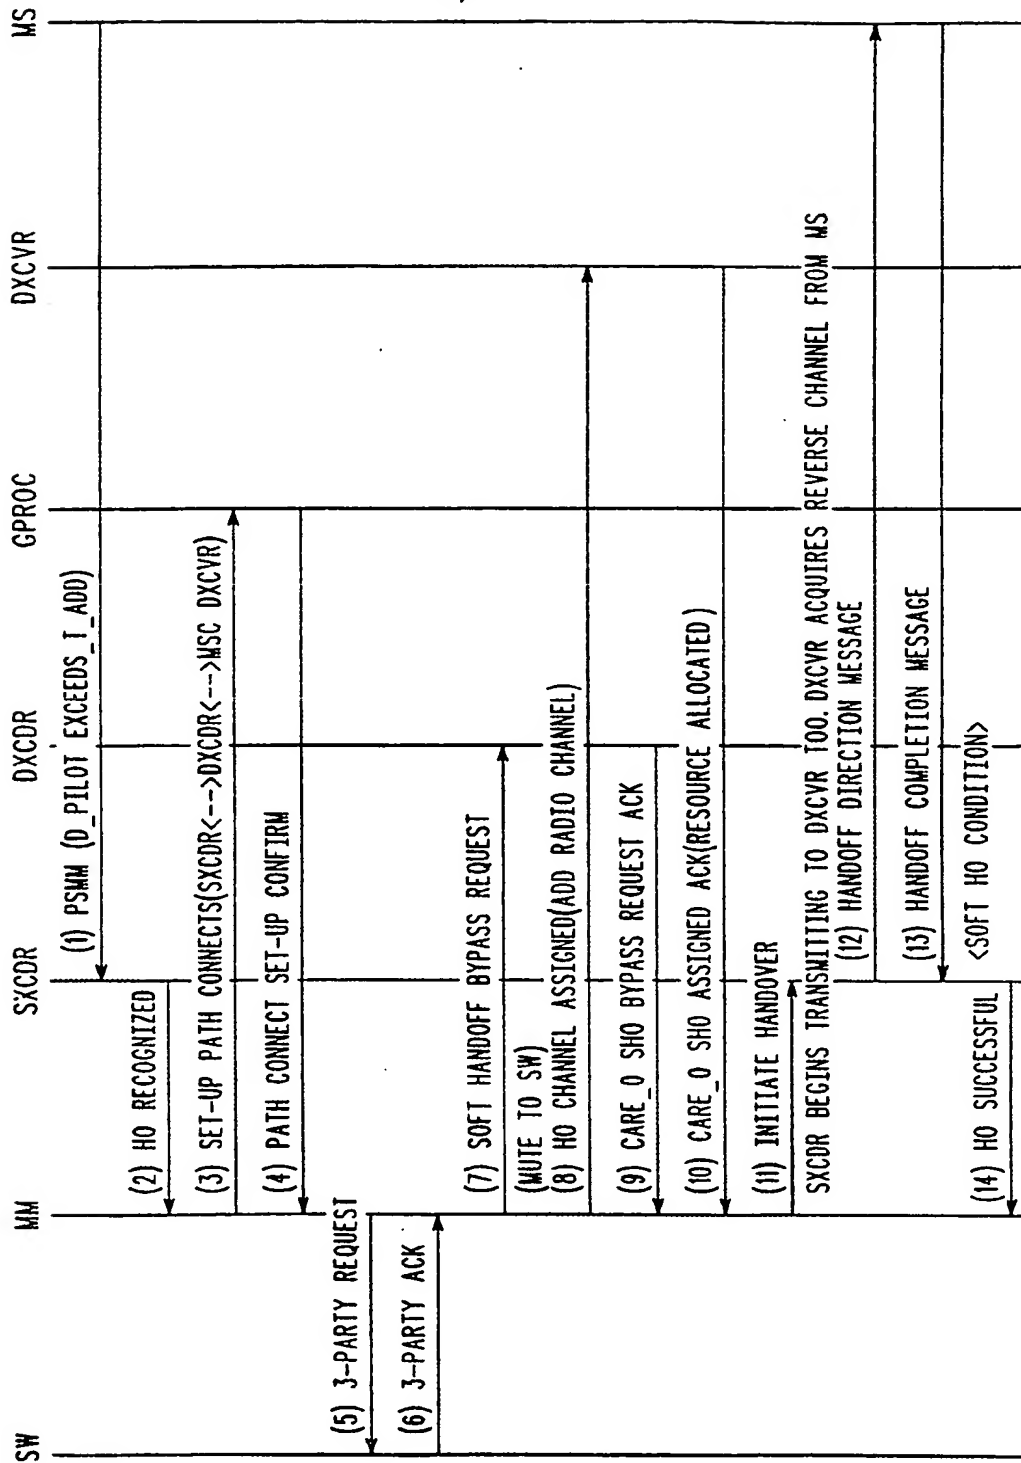 SW MM SXCDR DXCDR GPROC DXCVR MS
(1) PSMM (D_PILOT EXCEEDS_T_ADD)
(2) HO RECOGNIZED
(3) SET-UP PATH CONNECTS(SXCDR<-->DXCDR<--->MSC DXCVR)
(4) PATH CONNECT SET-UP CONFIRM
(5) 3-PARTY REQUEST
(6) 3-PARTY ACK
(7) SOFT HANDOFF BYPASS REQUEST
(MUTE TO SW)
(8) HO CHANNEL ASSIGNED(ADD RADIO CHANNEL)
(9) CARE_0 SHO BYPASS REQUEST ACK
(10) CARE_0 SHO ASSIGNED ACK(RESOURCE ALLOCATED)
(11) INITIATE HANDOVER
SXCDR BEGINS TRANSMITTING TO DXCVR TOO. DXCVR ACQUIRES REVERSE CHANNEL FROM MS
(12) HANDOFF DIRECTION MESSAGE
(13) HANDOFF COMPLETION MESSAGE
(14) HO SUCCESSFUL
<SOFT HO CONDITION>